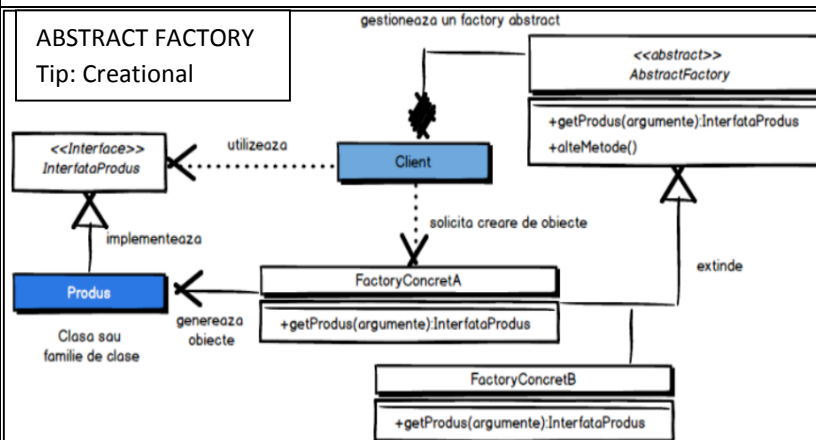 gestioneaza un factory abstract
ABSTRACT FACTORY
Tip: Creational
<<abstract>>
AbstractFactory
+getProdus(argumente):InterfataProdus
+alteMetode()
<<Interface>>
InterfataProdus
utilizeaza
Client
implementeaza
solicita creare de obiecte
extinde
Produs
Clasa sau
familie de clase
genereaza
obiecte
FactoryConcretA
+getProdus(argumente):InterfataProdus
FactoryConcretB
+getProdus(argumente):InterfataProdus